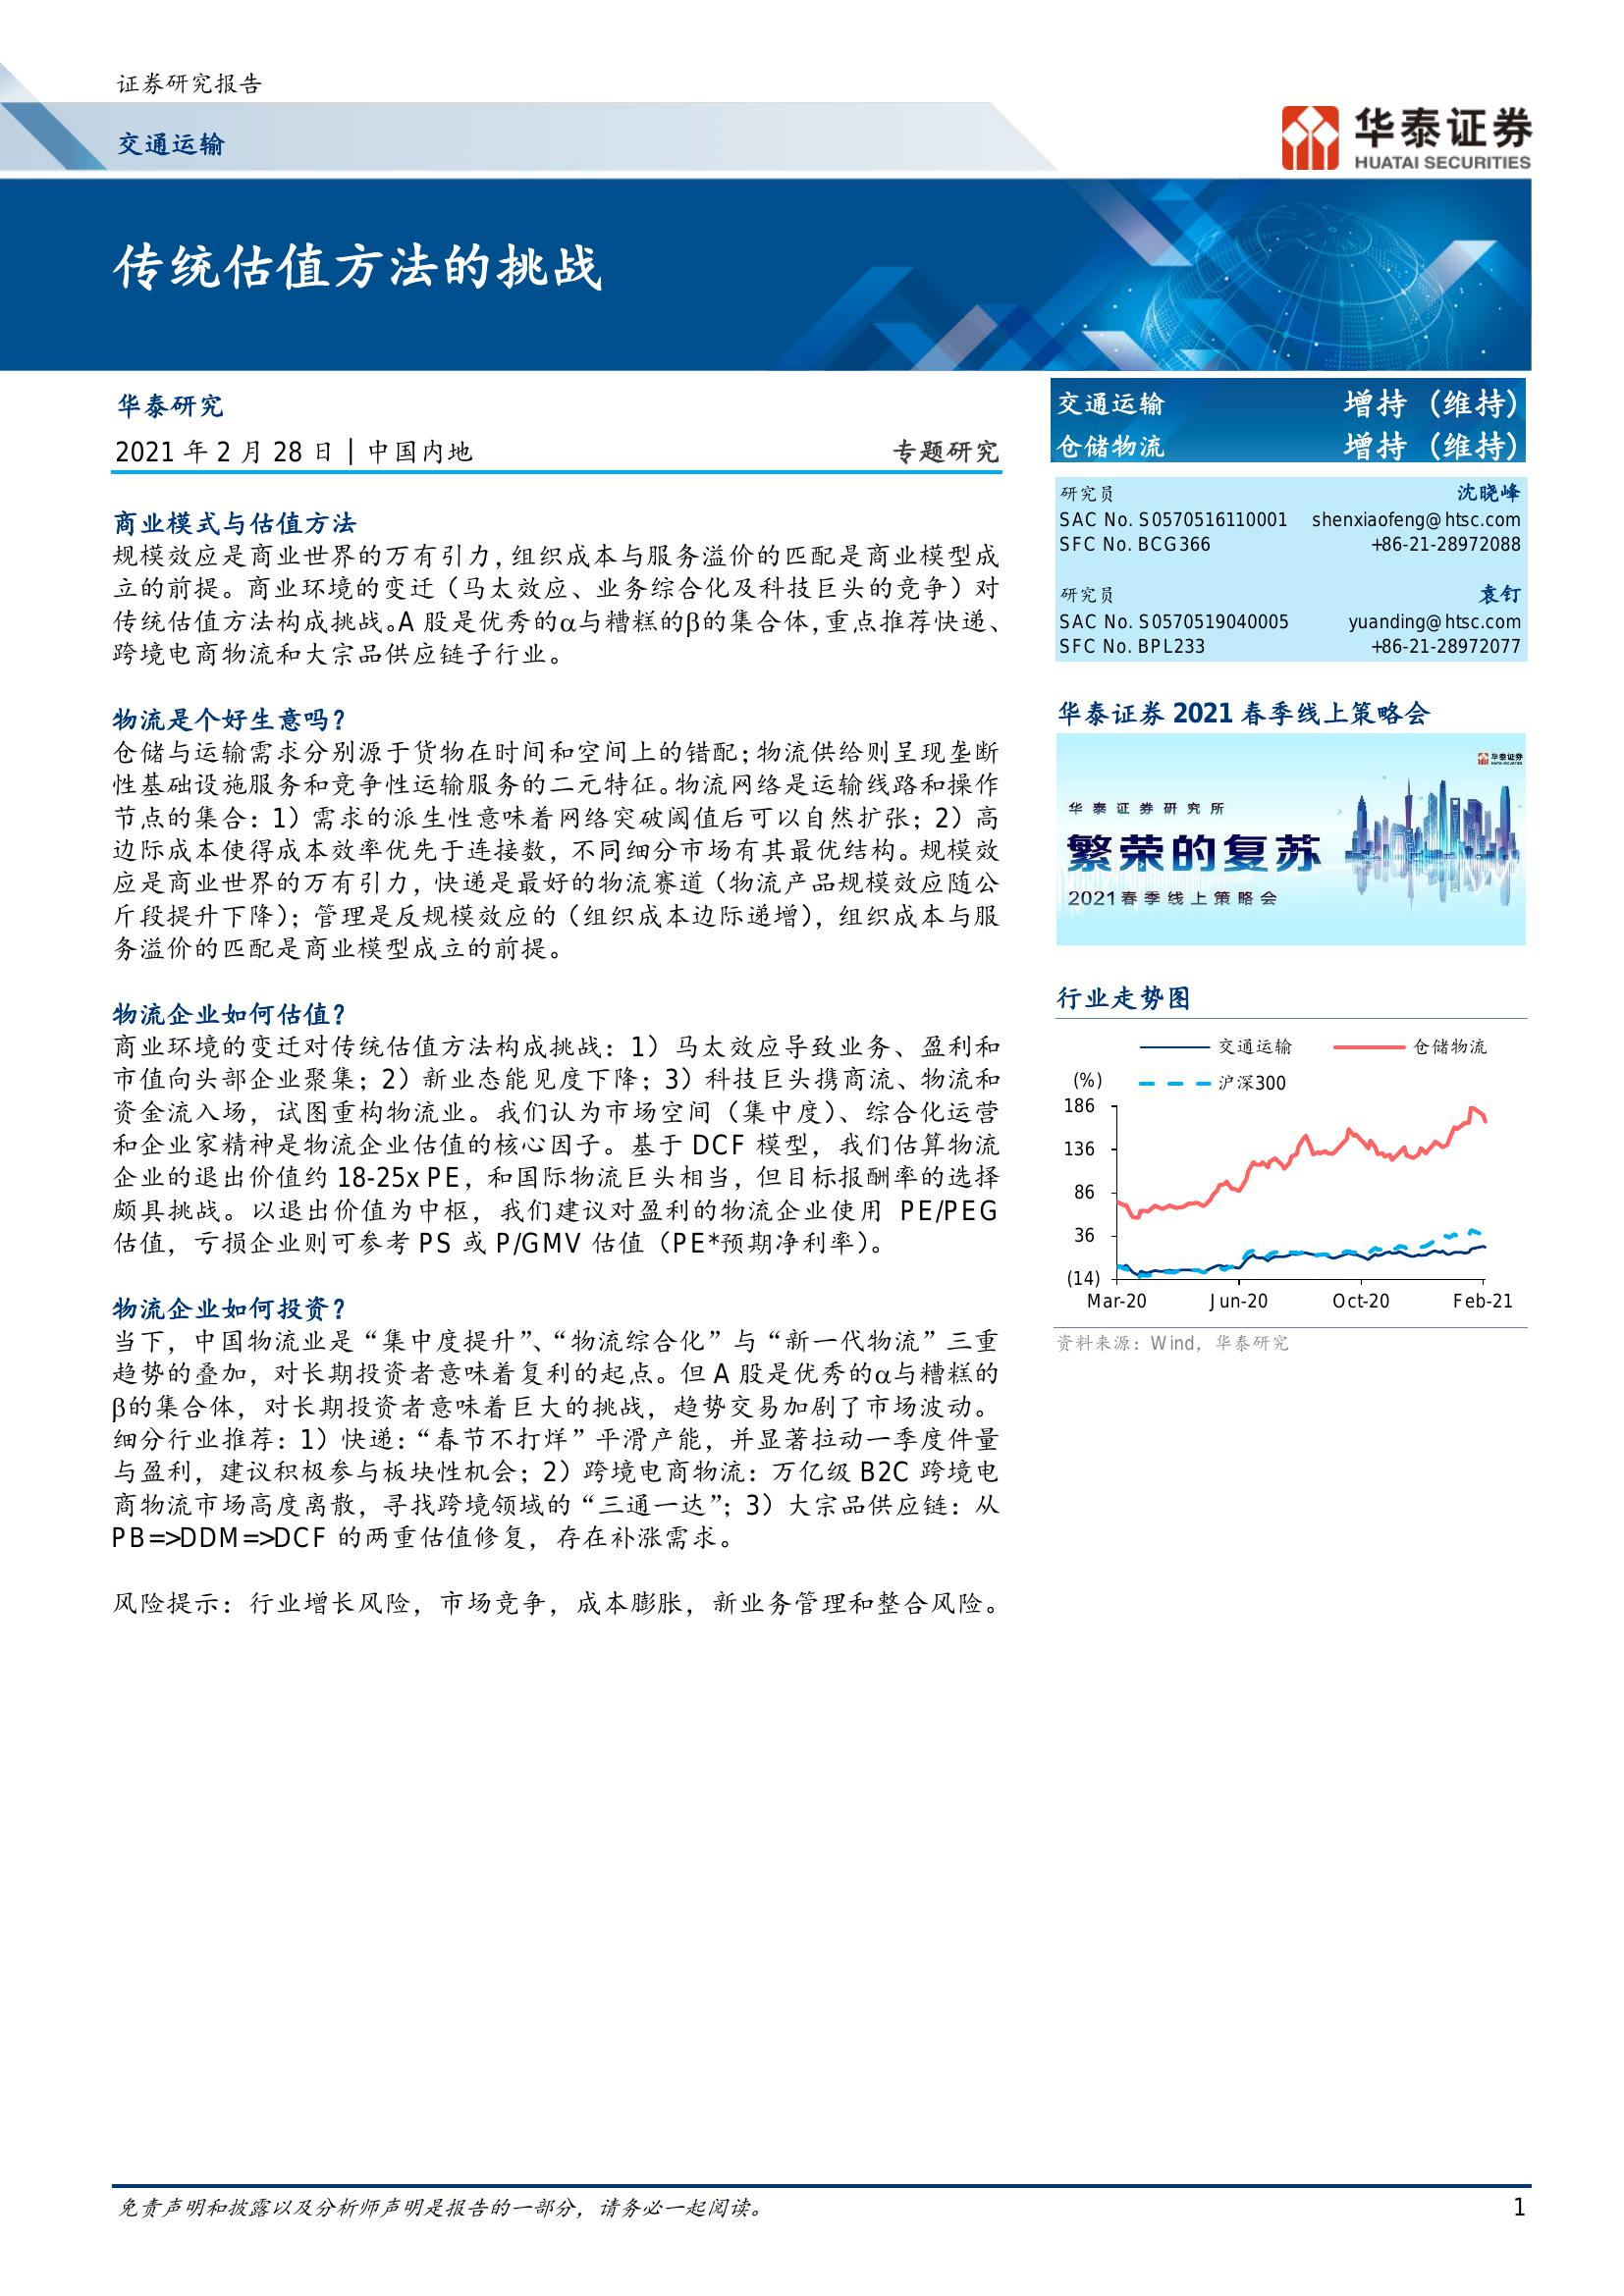 证券研究报告
交通运输
华泰证券
HUATAI SECURITIES
传统估值方法的挑战
华泰研究
2021 年 2 月 28 日│中国内地
专题研究
商业模式与估值方法
规模效应是商业世界的万有引力，组织成本与服务溢价的匹配是商业模型成
立的前提。商业环境的变迁（马太效应、业务综合化及科技巨头的竞争）对
传统估值方法构成挑战。A 股是优秀的α与糟糕的β的集合体，重点推荐快递、
跨境电商物流和大宗品供应链子行业。
物流是个好生意吗？
仓储与运输需求分别源于货物在时间和空间上的错配；物流供给则呈现垄断
性基础设施服务和竞争性运输服务的二元特征。物流网络是运输线路和操作
节点的集合：1）需求的派生性意味着网络突破阈值后可以自然扩张；2）高
边际成本使得成本效率优先于连接数，不同细分市场有其最优结构。规模效
应是商业世界的万有引力，快递是最好的物流赛道（物流产品规模效应随公
斤段提升下降）；管理是反规模效应的（组织成本边际递增），组织成本与服
务溢价的匹配是商业模型成立的前提。
物流企业如何估值？
商业环境的变迁对传统估值方法构成挑战：1）马太效应导致业务、盈利和
市值向头部企业聚集；2）新业态能见度下降；3）科技巨头携商流、物流和
资金流入场，试图重构物流业。我们认为市场空间（集中度）、综合化运营
和企业家精神是物流企业估值的核心因子。基于 DCF 模型，我们估算物流
企业的退出价值约 18-25x PE，和国际物流巨头相当，但目标报酬率的选择
颇具挑战。以退出价值为中枢，我们建议对盈利的物流企业使用 PE/PEG
估值，亏损企业则可参考 PS 或 P/GMV 估值（PE*预期净利率）。
物流企业如何投资？
当下，中国物流业是“集中度提升”、“物流综合化”与“新一代物流”三重
趋势的叠加，对长期投资者意味着复利的起点。但 A 股是优秀的α与糟糕的
β的集合体，对长期投资者意味着巨大的挑战，趋势交易加剧了市场波动。
细分行业推荐：1）快递：“春节不打烊”平滑产能，并显著拉动一季度件量
与盈利，建议积极参与板块性机会；2）跨境电商物流：万亿级 B2C 跨境电
商物流市场高度离散，寻找跨境领域的“三通一达”；3）大宗品供应链：从
PB=>DDM=>DCF 的两重估值修复，存在补涨需求。
风险提示：行业增长风险，市场竞争，成本膨胀，新业务管理和整合风险。
交通运输 增持（维持）
仓储物流 增持（维持）
研究员 沈晓峰
SAC No. S0570516110001 shenxiaofeng@htsc.com
SFC No. BCG366 +86-21-28972088
研究员 袁钉
SAC No. S0570519040005 yuanding@htsc.com
SFC No. BPL233 +86-21-28972077
华泰证券 2021 春季线上策略会
华泰证券
HUATAI SECURITIES
华泰证券研究所
繁荣的复苏
2021春季线上策略会
行业走势图
交通运输 仓储物流
沪深300
(%)
186
136
86
36
(14)
Mar-20 Jun-20 Oct-20 Feb-21
资料来源：Wind，华泰研究
免责声明和披露以及分析师声明是报告的一部分，请务必一起阅读。 1